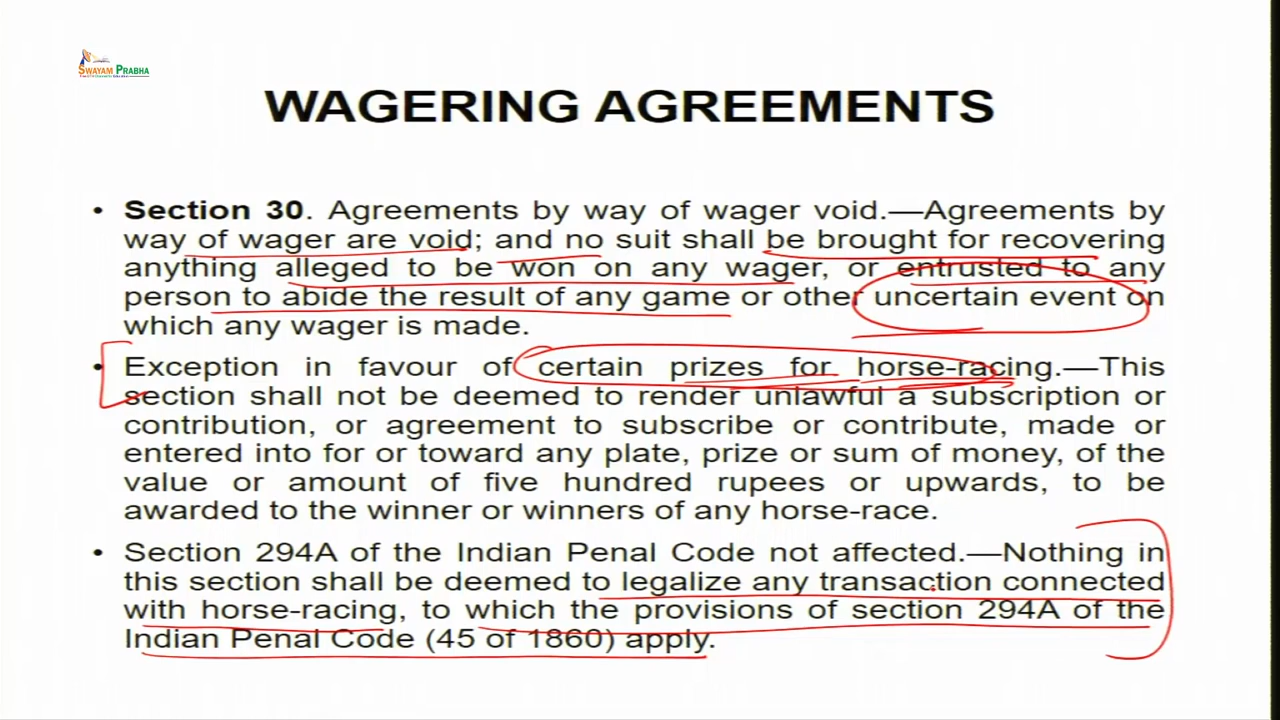 SWAYAM PRABHA
WAGERING AGREEMENTS
• Section 30. Agreements by way of wager void.—Agreements by
way of wager are void; and no suit shall be brought for recovering
anything alleged to be won on any wager, or entrusted to any
person to abide the result of any game or other uncertain event on
which any wager is made.
• Exception in favour of certain prizes for horse-racing.—This
section shall not be deemed to render unlawful a subscription or
contribution, or agreement to subscribe or contribute, made or
entered into for or toward any plate, prize or sum of money, of the
value or amount of five hundred rupees or upwards, to be
awarded to the winner or winners of any horse-race.
• Section 294A of the Indian Penal Code not affected.—Nothing in
this section shall be deemed to legalize any transaction connected
with horse-racing, to which the provisions of section 294A of the
Indian Penal Code (45 of 1860) apply.